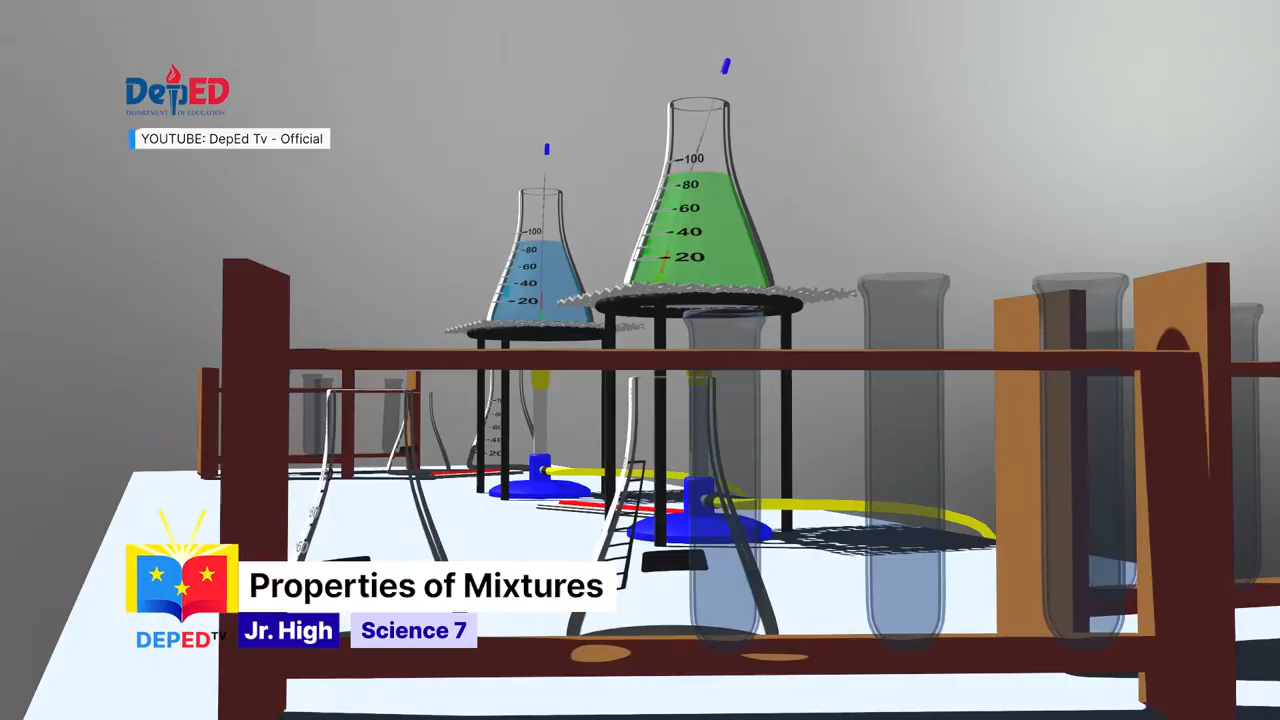 DepED
DEPARTMENT OF EDUCATION
YOUTUBE: DepEd Tv - Official
100
80
60
40
20
100
80
60
40
20
Properties of Mixtures
Jr. High
Science 7
DEPED TV